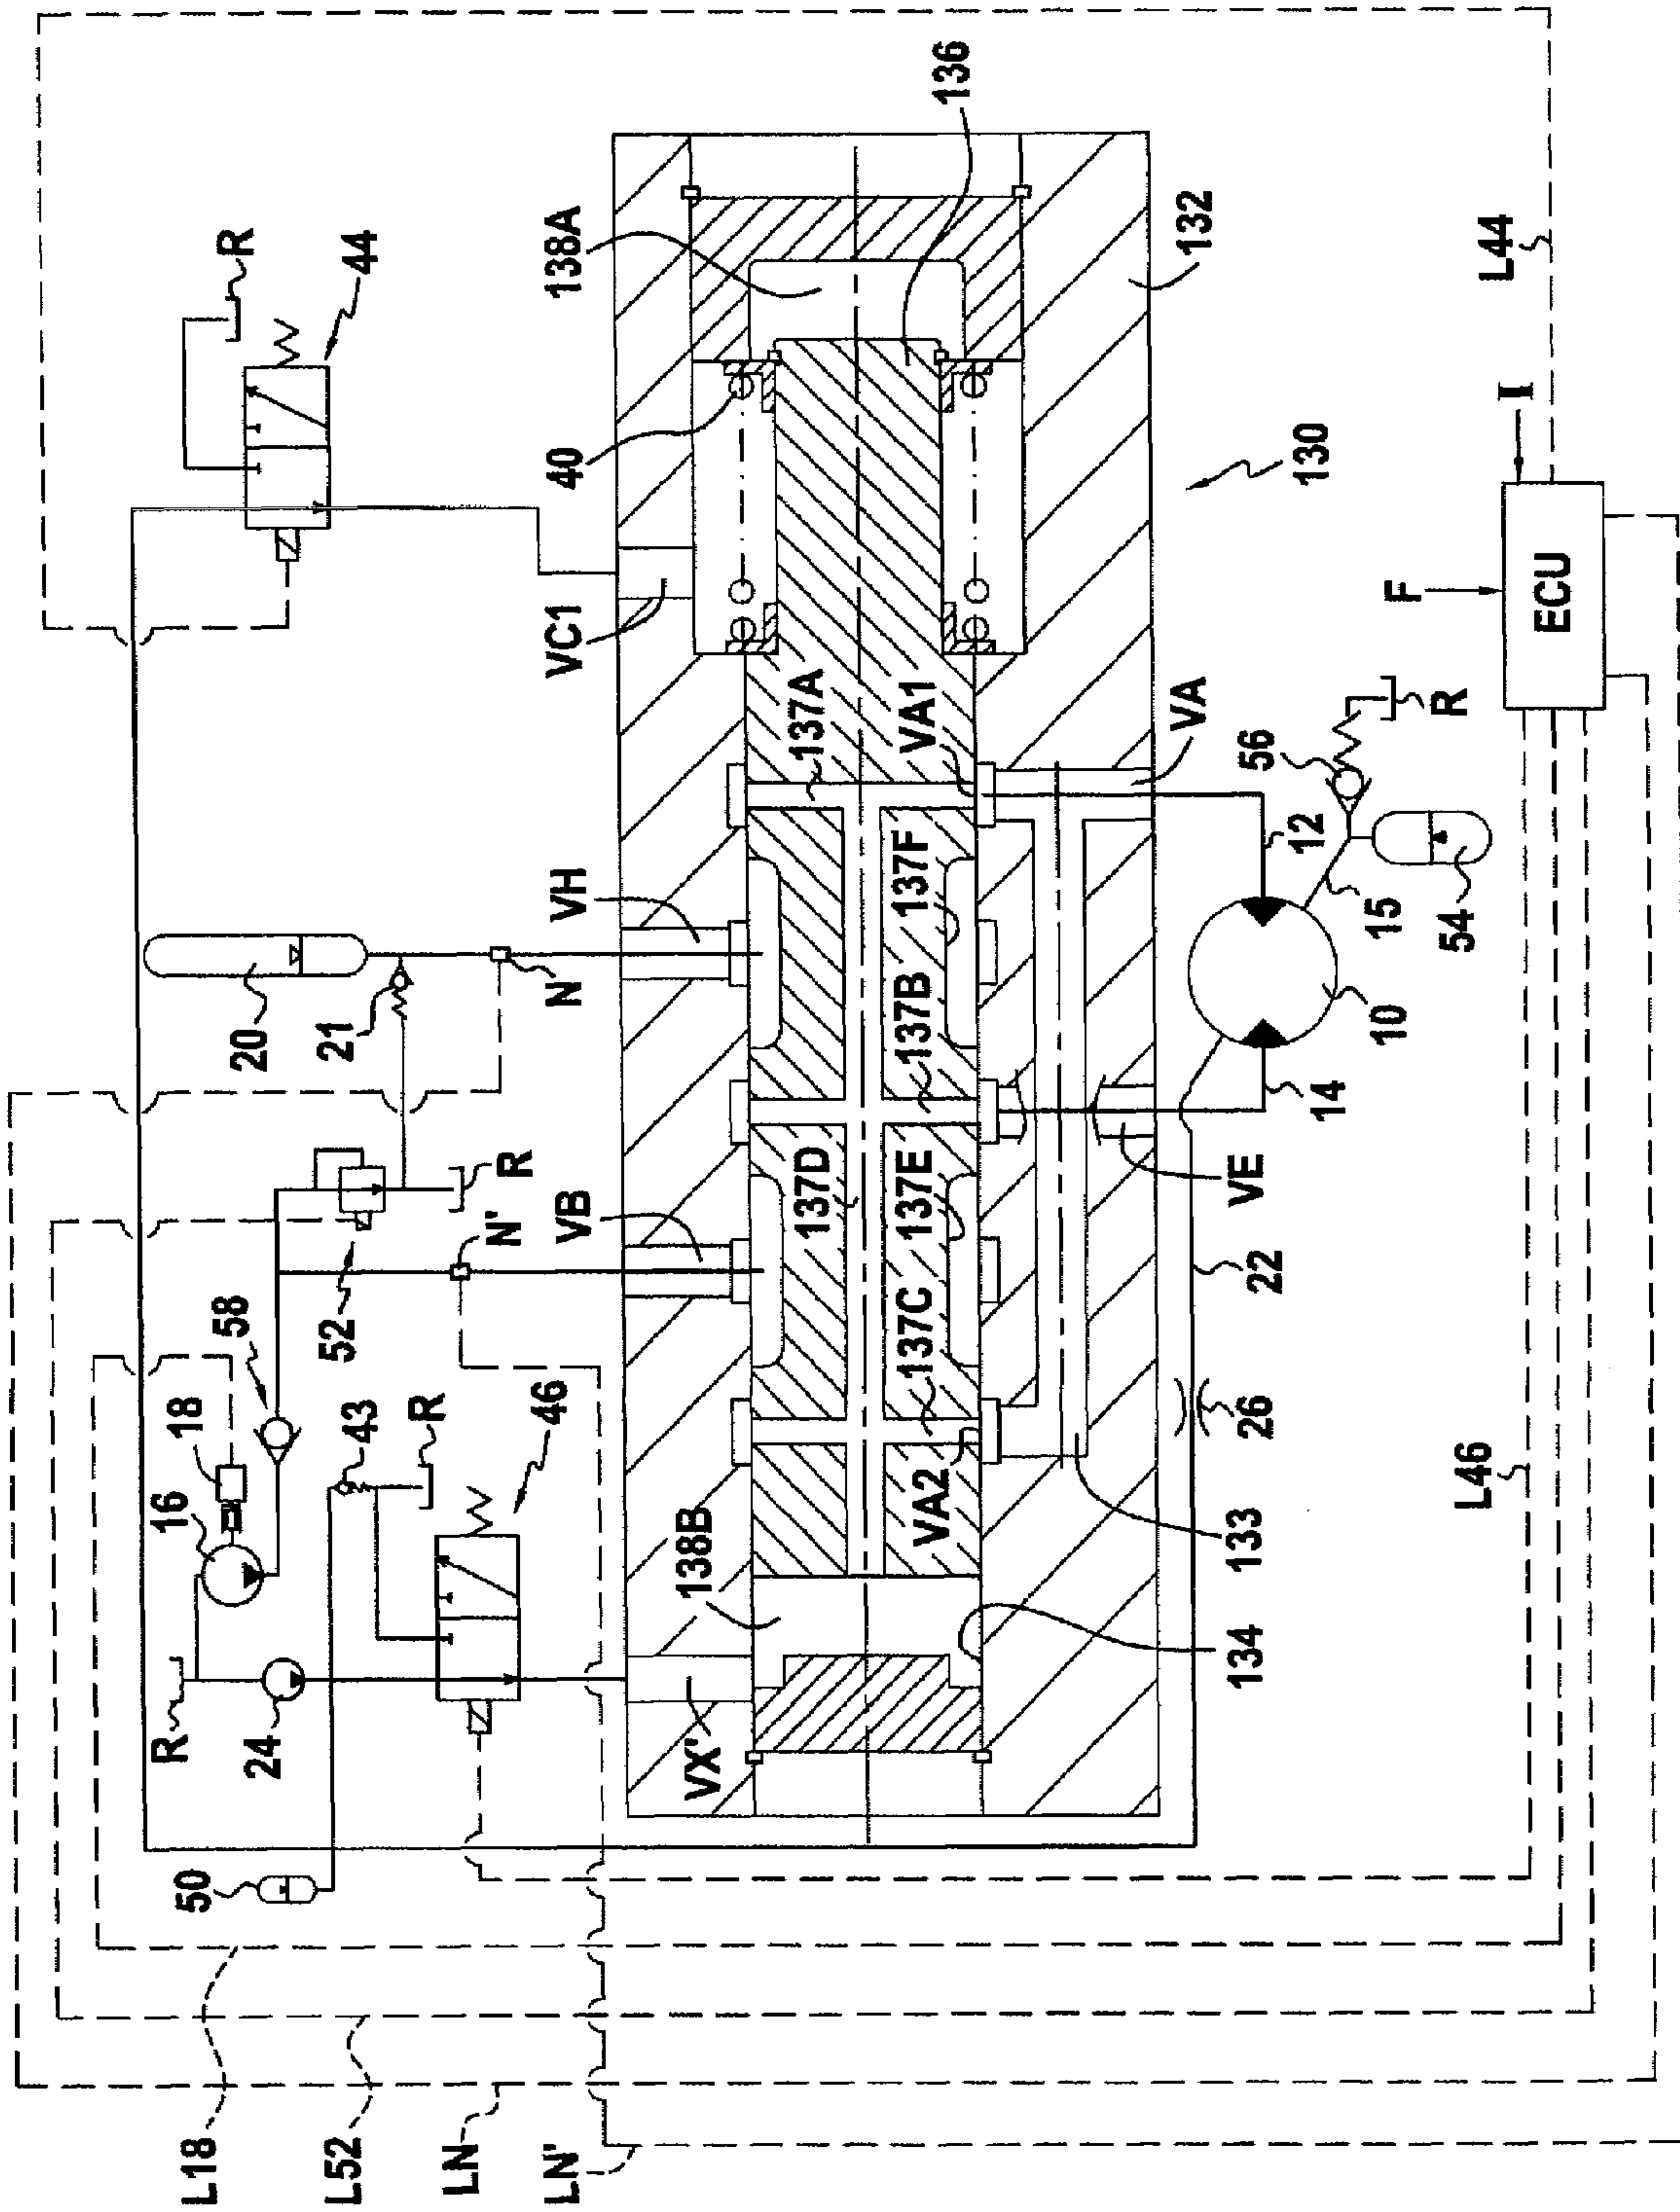 L18
L52
LN
LN'
50
R
24
16
18
58
43
R
46
52
R
N'
21
20
N
R
44
VX'
138B
VB
VH
VC1
40
138A
136
137D
137A
137C
137E
137B
137F
VA1
VA2
134
133
26
22
VE
14
10
12
15
54
56
R
VA
130
132
L46
ECU
F
I
L44